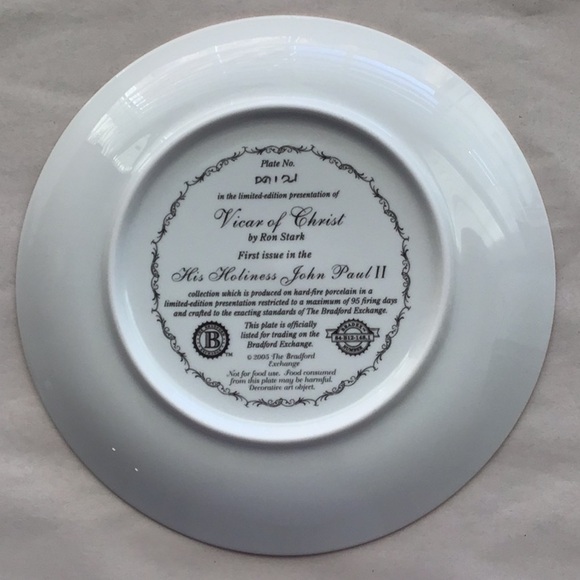 Plate No.
in the limited-edition presentation of
Vicar of Christ
by Ron Stark
First issue in the
His Holiness John Paul II
collection which is produced on hard-fire porcelain in a
limited-edition presentation restricted to a maximum of 95 firing days
and crafted to the exacting standards of The Bradford Exchange.
B
TM
This plate is officially
listed for trading on the
Bradford Exchange.
© 2003 The Bradford
Exchange
Not for food use. Food consumed
from this plate may be harmful.
Decorative art object.